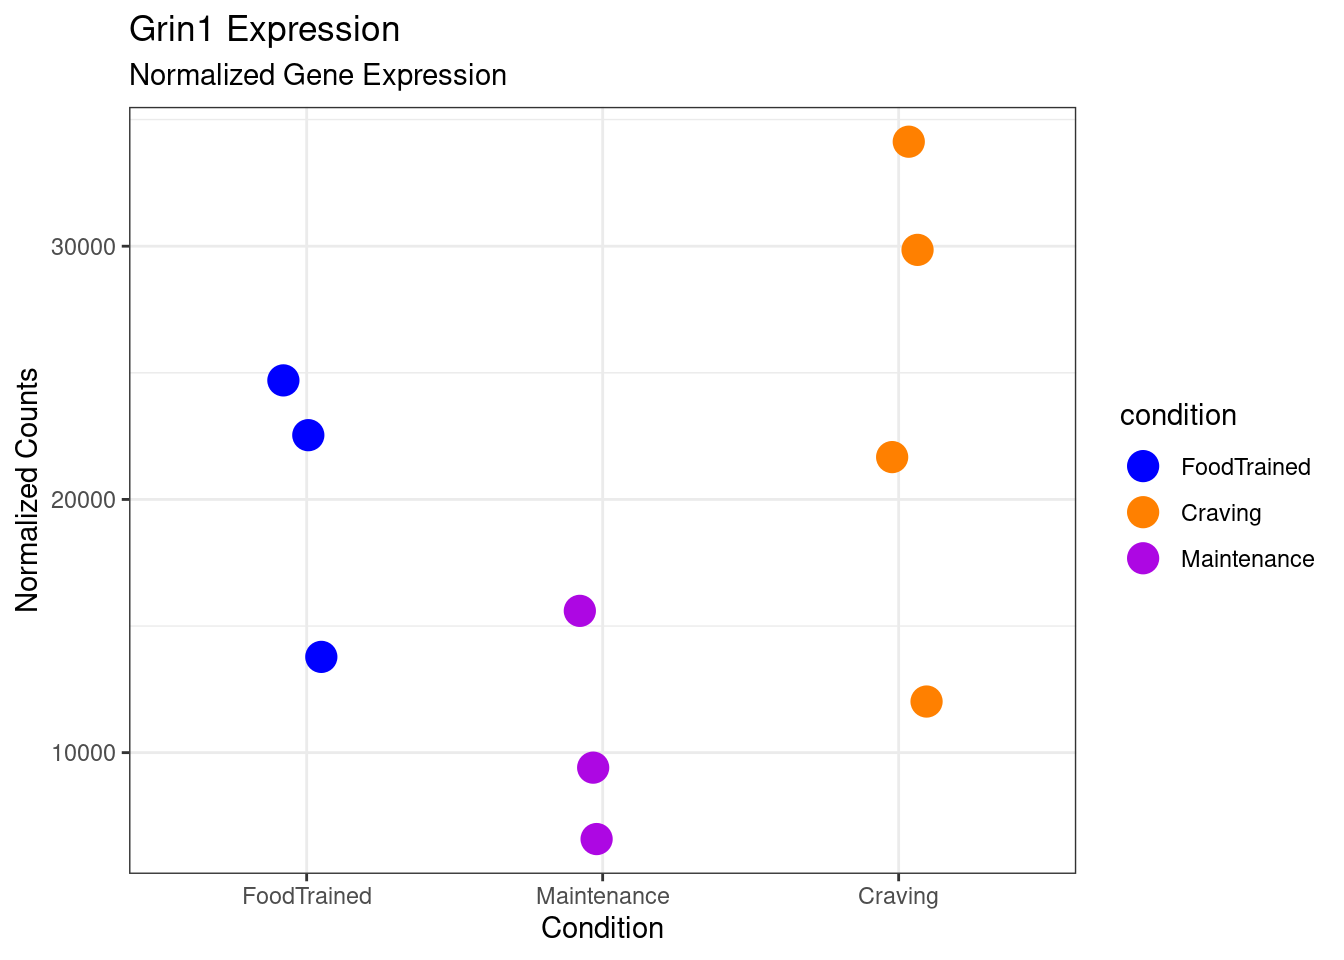 Grin1 Expression
Normalized Gene Expression
Normalized Counts
30000
20000
10000
FoodTrained
Maintenance
Craving
Condition
condition
FoodTrained
Craving
Maintenance